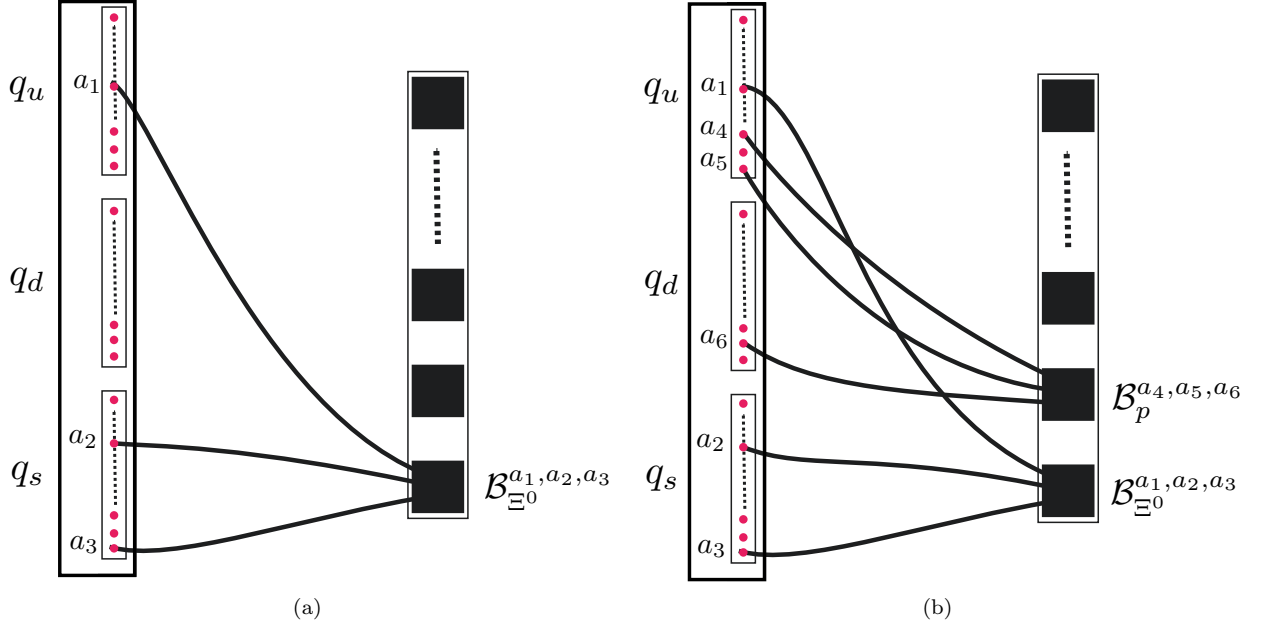 q_u
a_1
q_d
q_s
a_2
a_3
\mathcal{B}_{\Xi^0}^{a_1,a_2,a_3}
(a)
q_u
a_1
a_4
a_5
q_d
a_6
q_s
a_2
a_3
\mathcal{B}_p^{a_4,a_5,a_6}
\mathcal{B}_{\Xi^0}^{a_1,a_2,a_3}
(b)